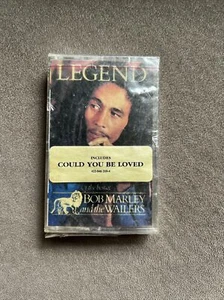 LEGEND
INCLUDES
COULD YOU BE LOVED
BOB MARLEY
and the WAILERS